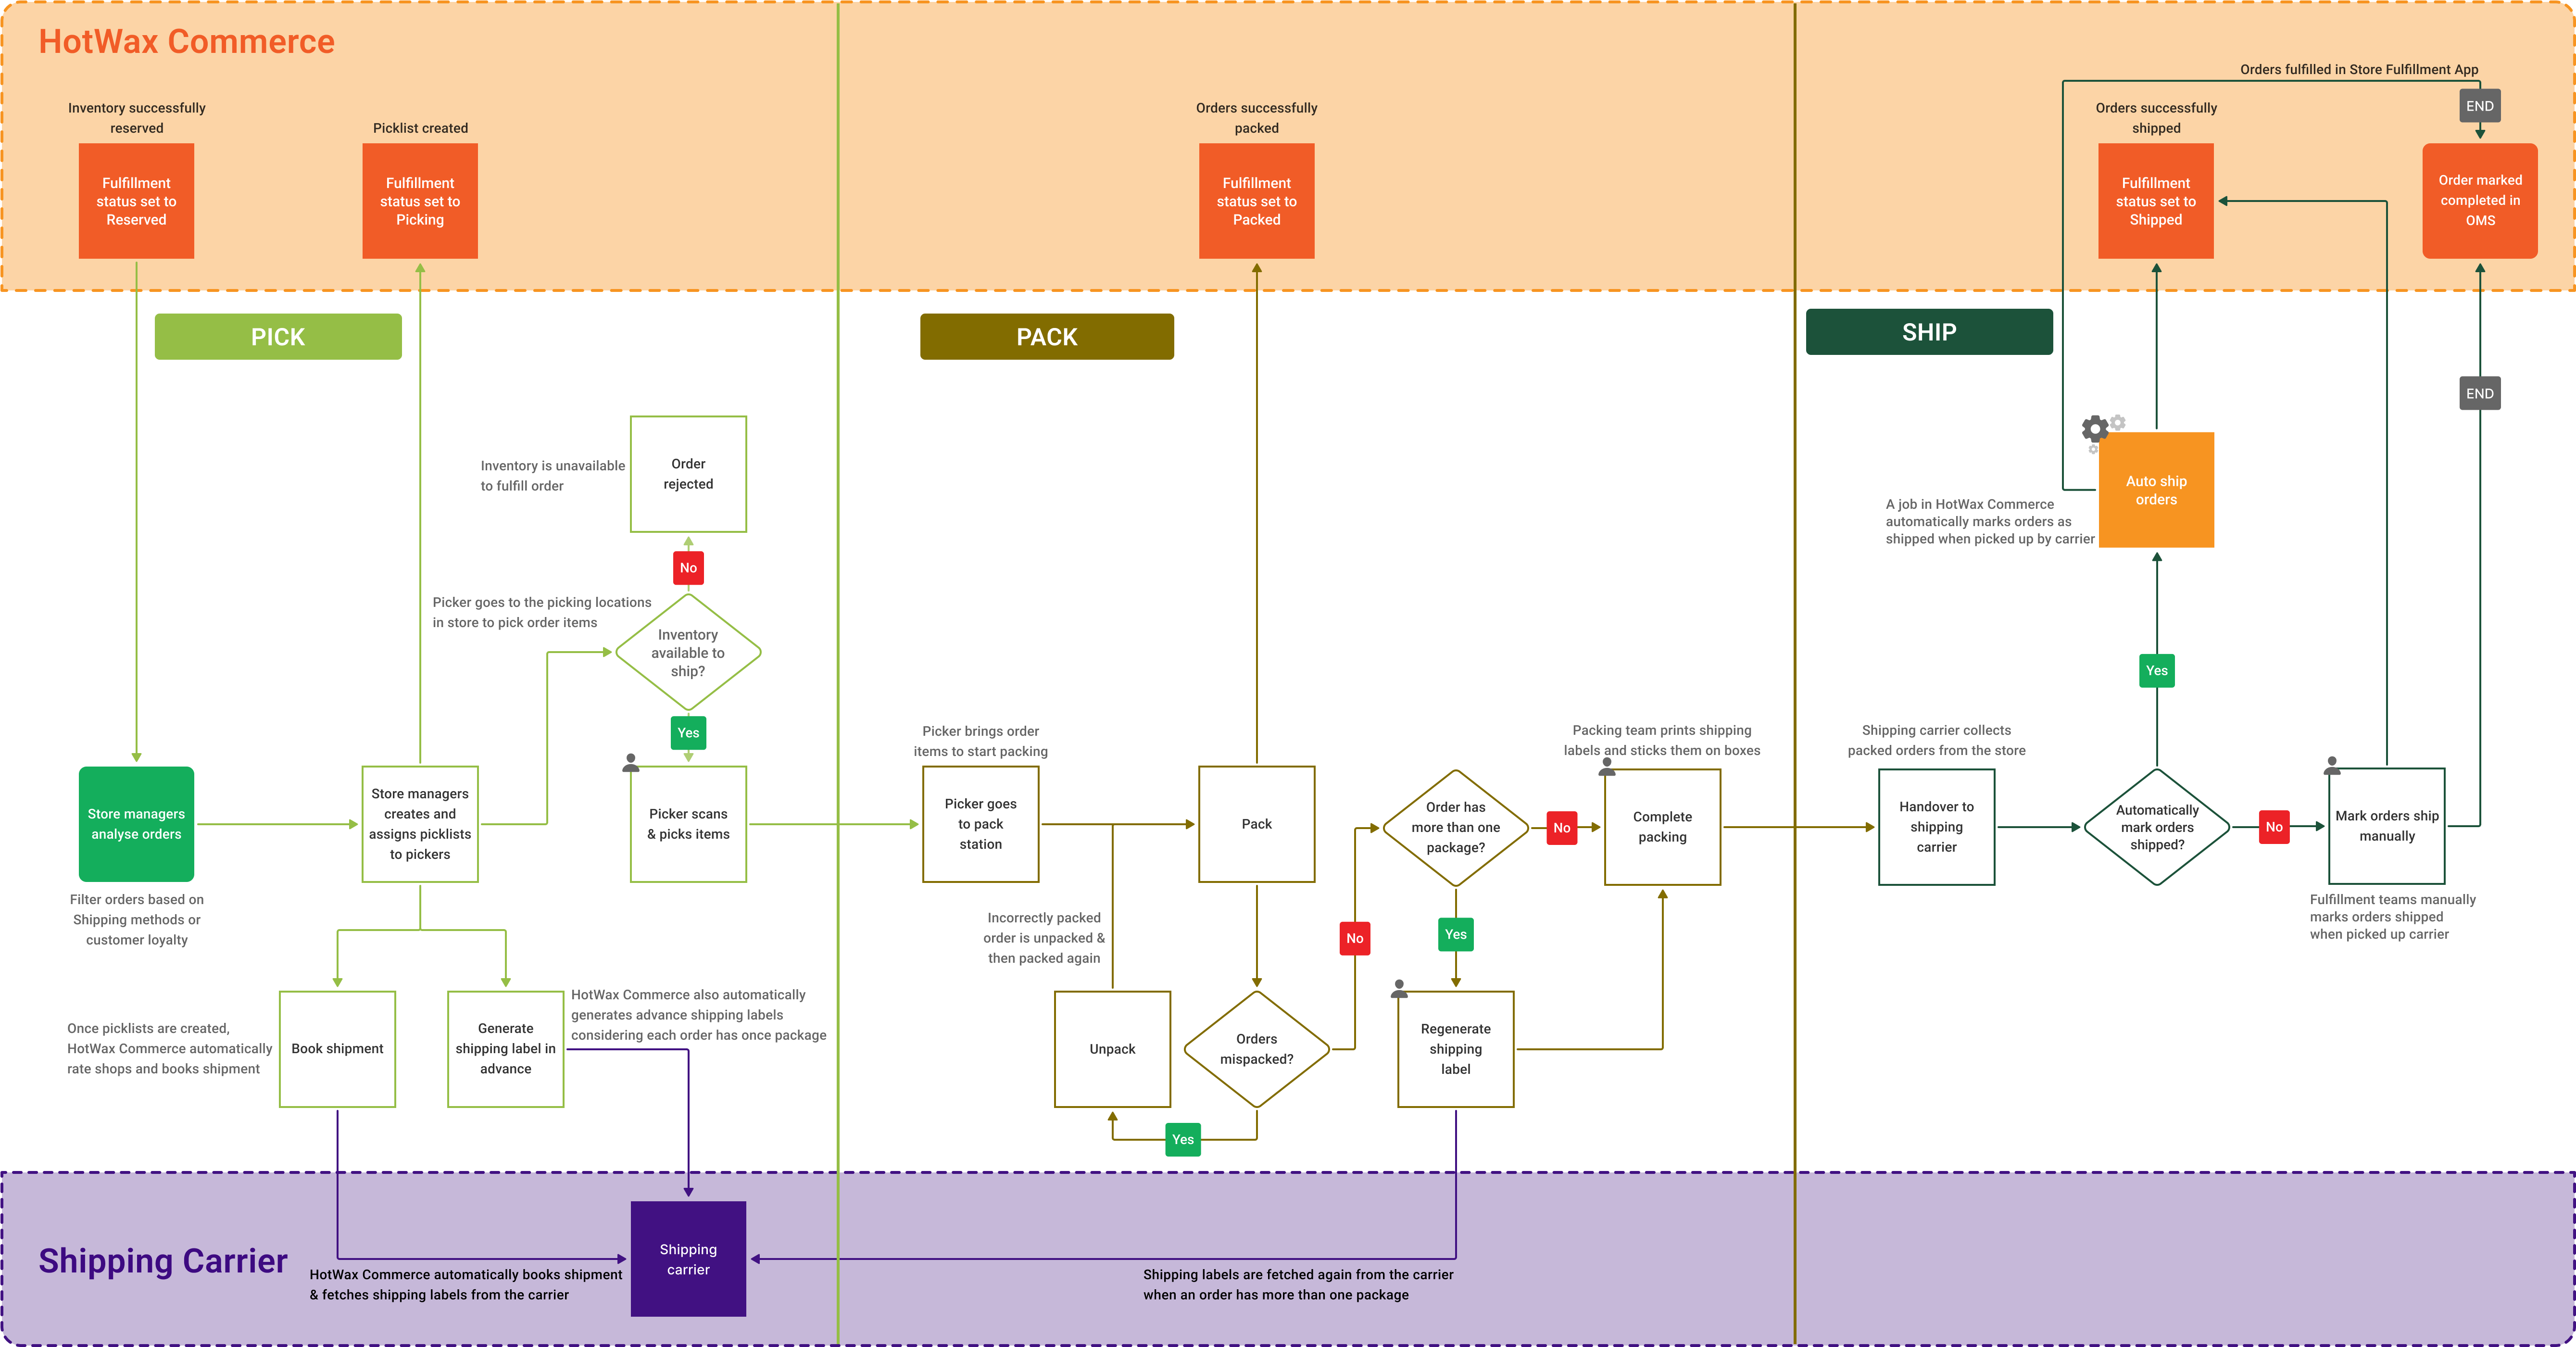 HotWax Commerce
Orders fulfilled in Store Fulfillment App
END
Inventory successfully
reserved
Picklist created
Orders successfully
packed
Orders successfully
shipped
Fulfillment
status set to
Reserved
Fulfillment
status set to
Picking
Fulfillment
status set to
Packed
Fulfillment
status set to
Shipped
Order marked
completed in
OMS
PICK
PACK
SHIP
END
Inventory is unavailable
to fulfill order
Order
rejected
No
Picker goes to the picking locations
in store to pick order items
Inventory
available to
ship?
Yes
Store managers
analyse orders
Filter orders based on
Shipping methods or
customer loyalty
Store managers
creates and
assigns picklists
to pickers
Picker scans
& picks items
Once picklists are created,
HotWax Commerce automatically
rate shops and books shipment
Book shipment
Generate
shipping label in
advance
HotWax Commerce also automatically
generates advance shipping labels
considering each order has once package
Picker brings order
items to start packing
Picker goes
to pack
station
Pack
Incorrectly packed
order is unpacked &
then packed again
Unpack
Orders
mispacked?
Yes
No
Order has
more than one
package?
No
Yes
Regenerate
shipping
label
Packing team prints shipping
labels and sticks them on boxes
Complete
packing
Shipping carrier collects
packed orders from the store
Handover to
shipping
carrier
Automatically
mark orders
shipped?
Yes
A job in HotWax Commerce
automatically marks orders as
shipped when picked up by carrier
Auto ship
orders
No
Mark orders ship
manually
Fulfillment teams manually
marks orders shipped
when picked up carrier
Shipping Carrier
HotWax Commerce automatically books shipment
& fetches shipping labels from the carrier
Shipping
carrier
Shipping labels are fetched again from the carrier
when an order has more than one package